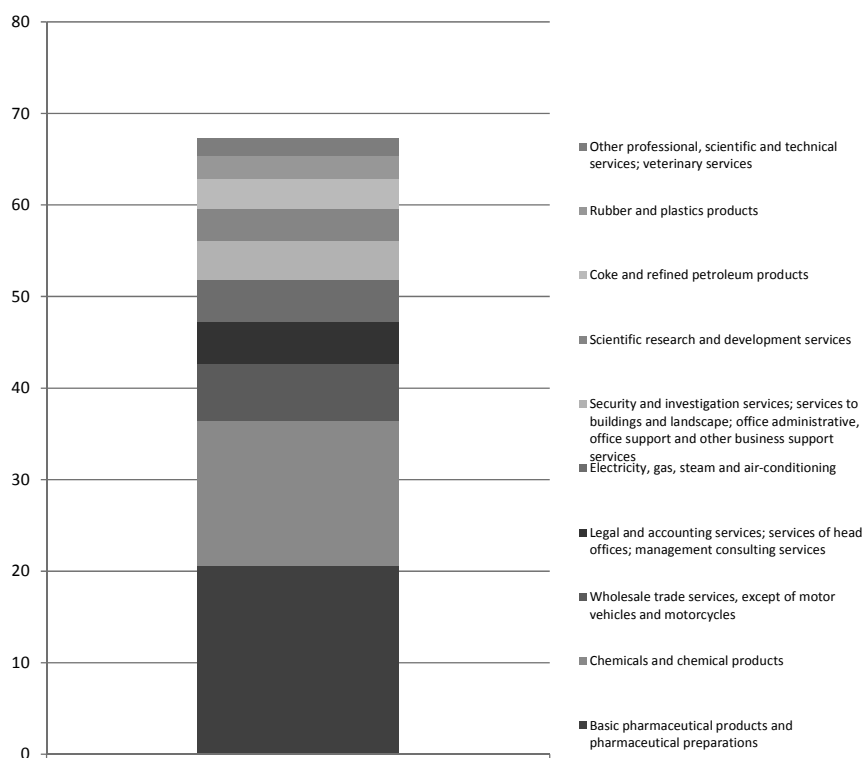 80
70
60
50
40
30
20
10
0
Other professional, scientific and technical
services; veterinary services
Rubber and plastics products
Coke and refined petroleum products
Scientific research and development services
Security and investigation services; services to
buildings and landscape; office administrative,
office support and other business support
services
Electricity, gas, steam and air-conditioning
Legal and accounting services; services of head
offices; management consulting services
Wholesale trade services, except of motor
vehicles and motorcycles
Chemicals and chemical products
Basic pharmaceutical products and
pharmaceutical preparations